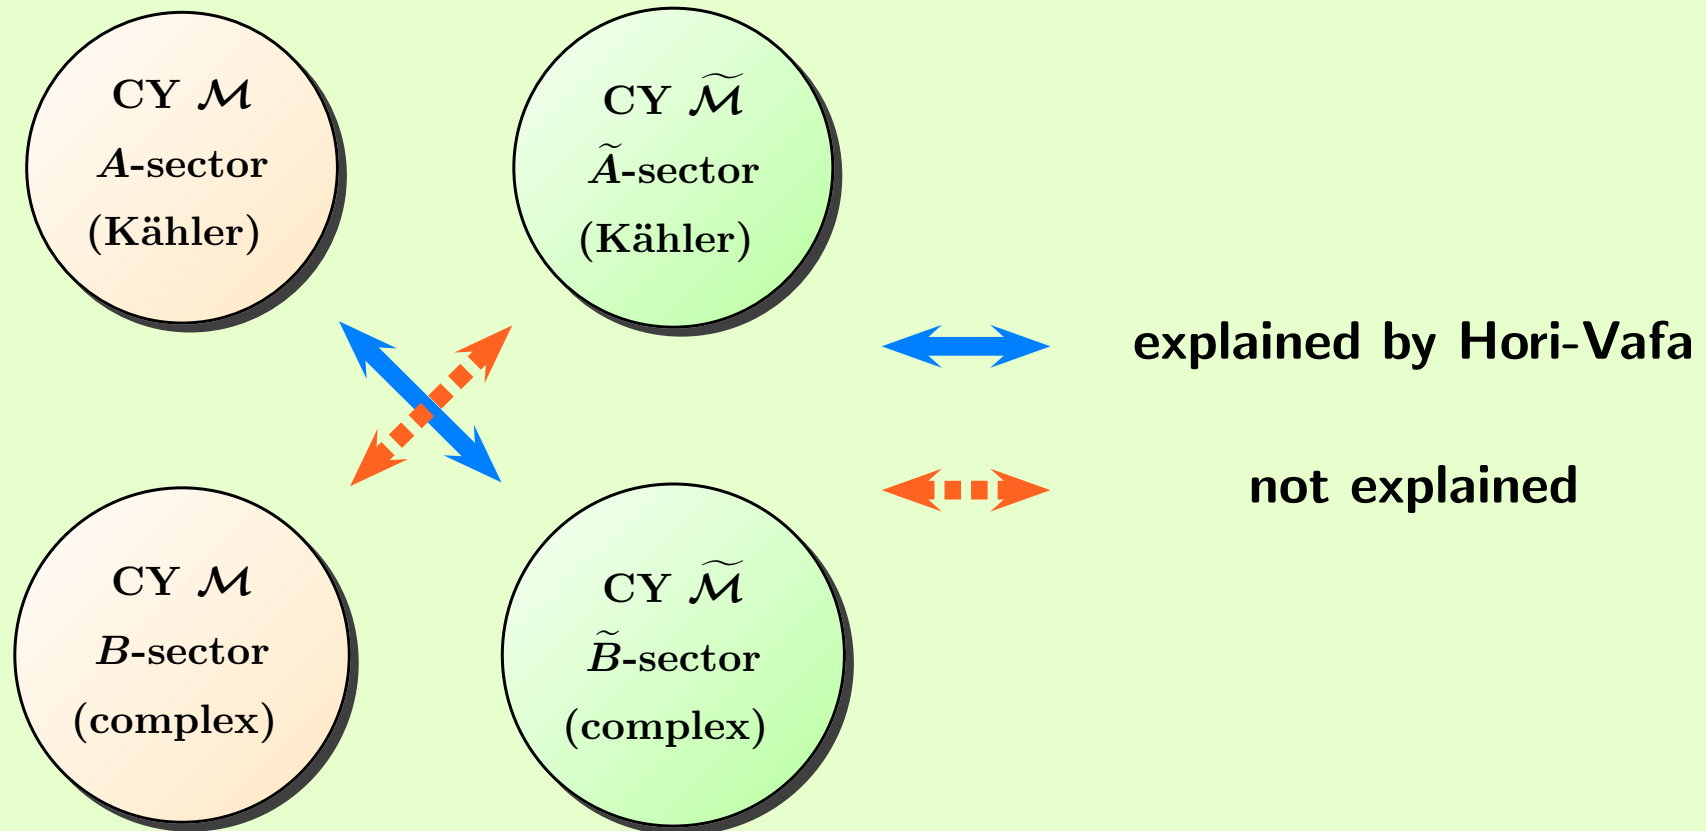 CY ℳ
A-sector
(Kähler)
CY ℳ̃
Ã-sector
(Kähler)
CY ℳ
B-sector
(complex)
CY ℳ̃
B̃-sector
(complex)
explained by Hori-Vafa
not explained